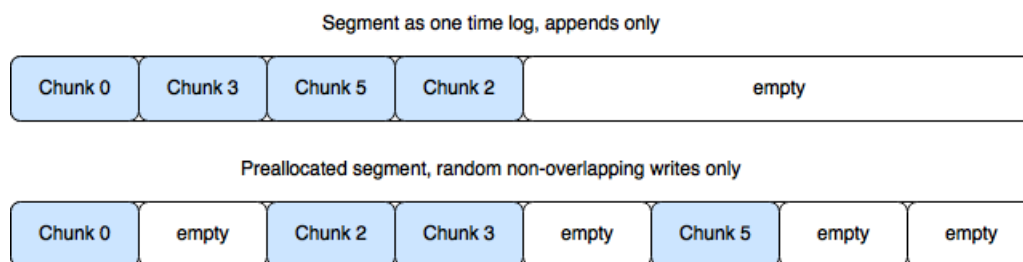 Segment as one time log, appends only
Chunk 0 Chunk 3 Chunk 5 Chunk 2 empty
Preallocated segment, random non-overlapping writes only
Chunk 0 empty Chunk 2 Chunk 3 empty Chunk 5 empty empty